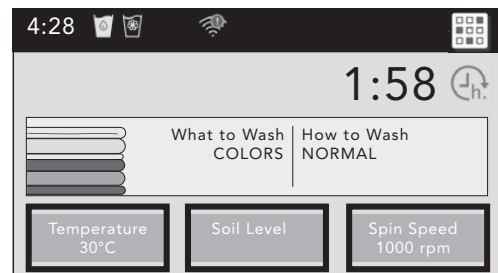 4:28
1:58 h.
What to Wash
COLORS
How to Wash
NORMAL
Temperature
30°C
Soil Level
Spin Speed
1000 rpm